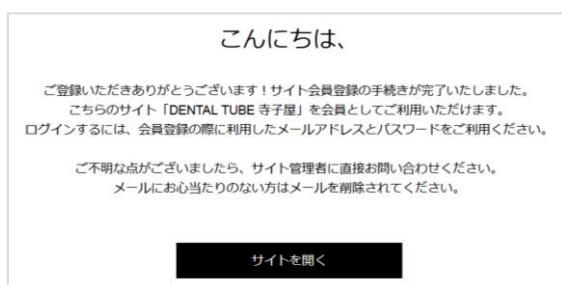 こんにちは、
ご登録いただきありがとうございます！サイト会員登録の手続きが完了いたしました。
こちらのサイト「DENTAL TUBE 寺子屋」を会員としてご利用いただけます。
ログインするには、会員登録の際に利用したメールアドレスとパスワードをご利用ください。
ご不明な点がございましたら、サイト管理者に直接お問い合わせください。
メールにお心当たりのない方はメールを削除されてください。
サイトを開く